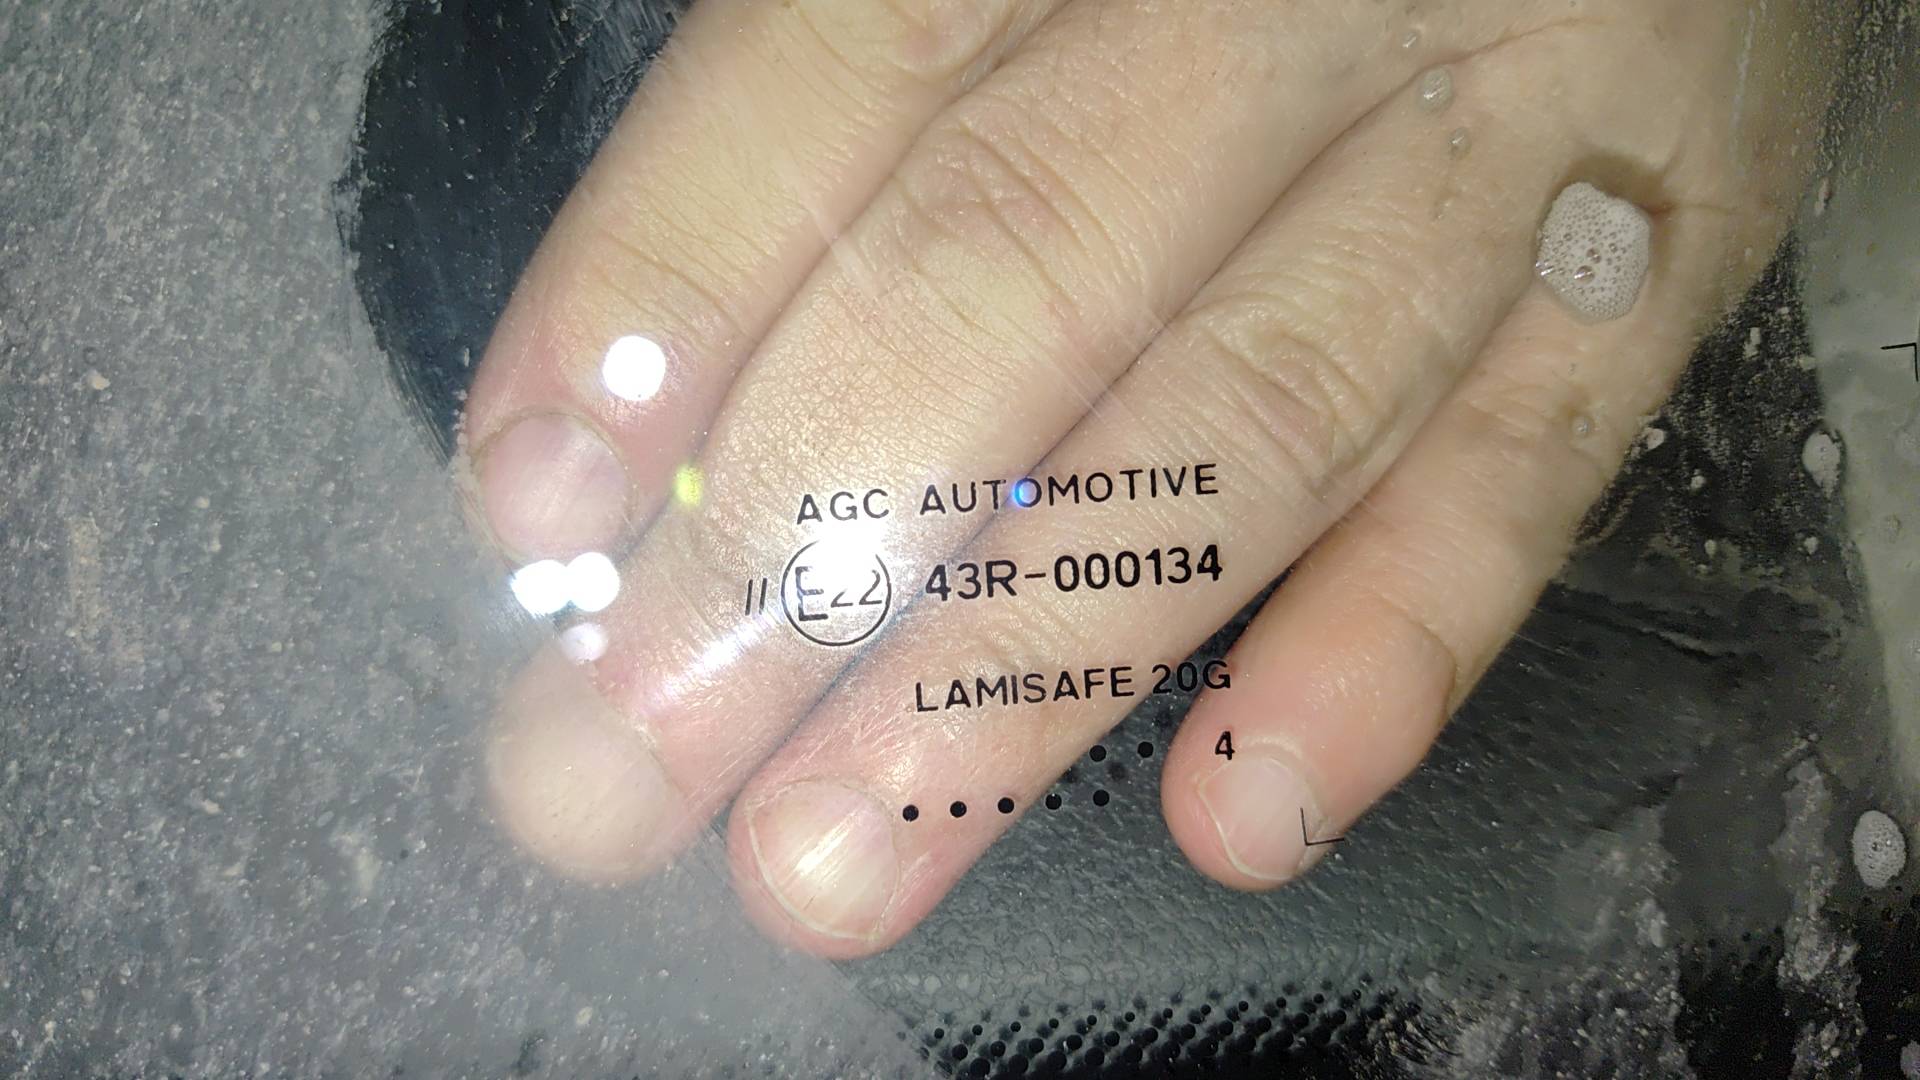 AGC AUTOMOTIVE
II E22 43R-000134
LAMISAFE 20G
4